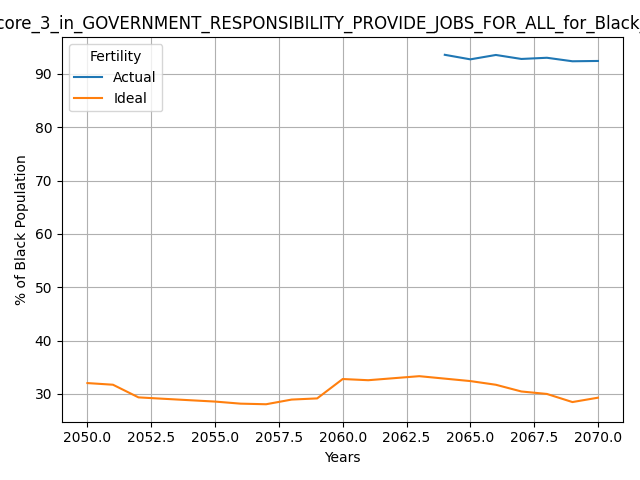 core_3_in_GOVERNMENT_RESPONSIBILITY_PROVIDE_JOBS_FOR_ALL_for_Black_
Fertility
Actual
Ideal
% of Black Population
90
80
70
60
50
40
30
2050.0 2052.5 2055.0 2057.5 2060.0 2062.5 2065.0 2067.5 2070.0
Years